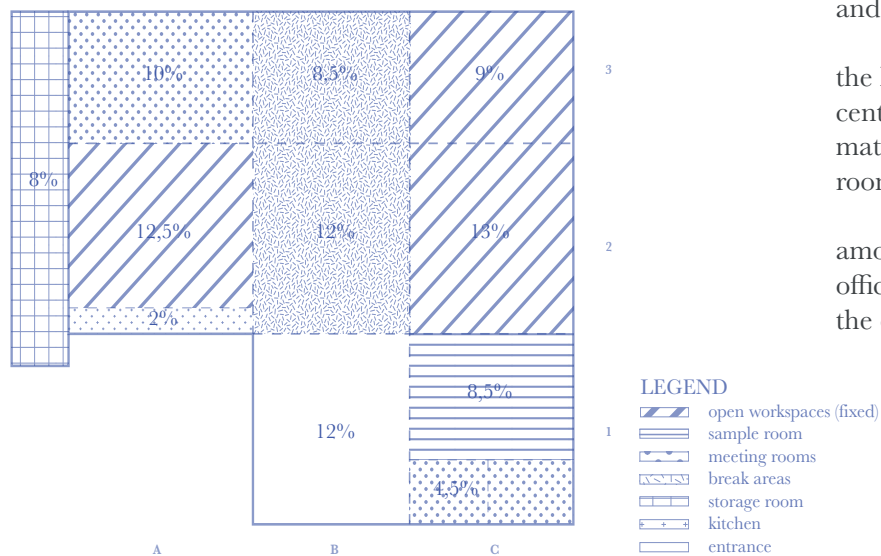 and
10%
8,5%
9%
3
the
cent
mat
room
8%
12,5%
12%
13%
2
amo
offic
the
2%
8,5%
12%
1
4,5%
A
B
C
LEGEND
open workspaces (fixed)
sample room
meeting rooms
break areas
storage room
kitchen
entrance